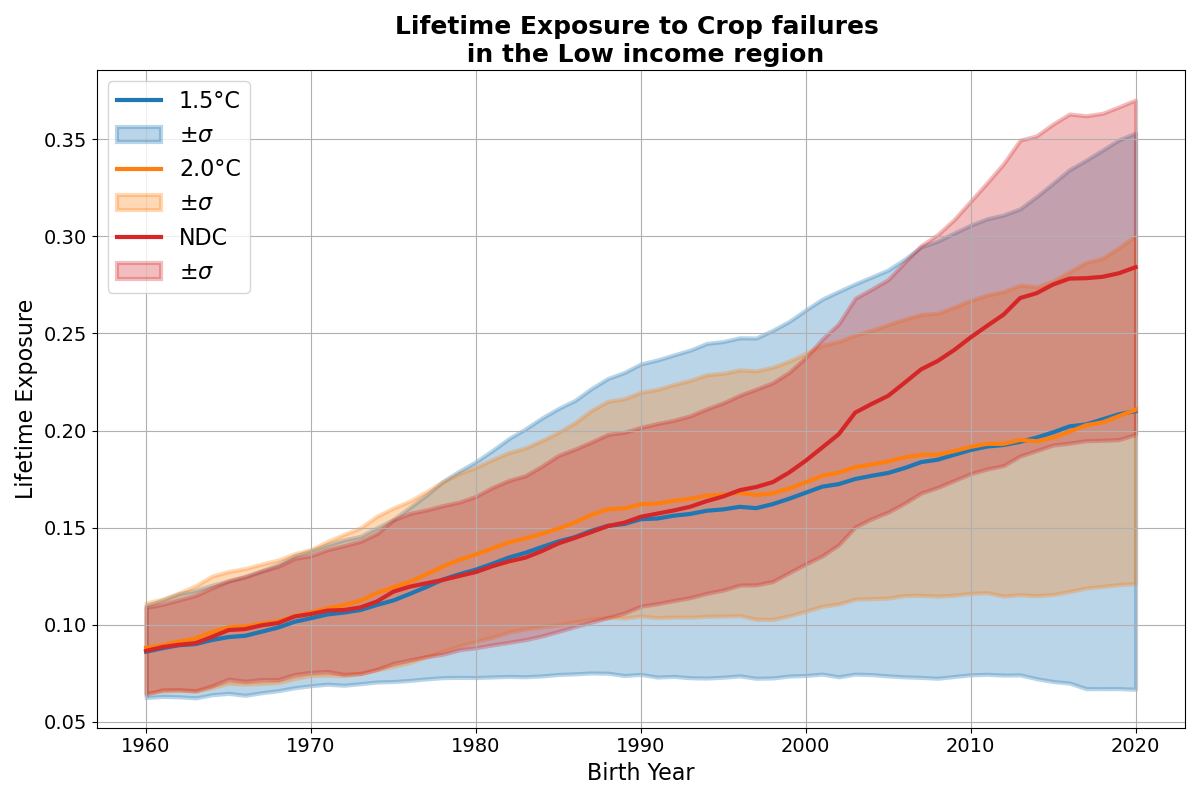 Lifetime Exposure to Crop failures
in the Low income region
1.5°C
±σ
2.0°C
±σ
NDC
±σ
Lifetime Exposure
0.35
0.30
0.25
0.20
0.15
0.10
0.05
1960 1970 1980 1990 2000 2010 2020
Birth Year